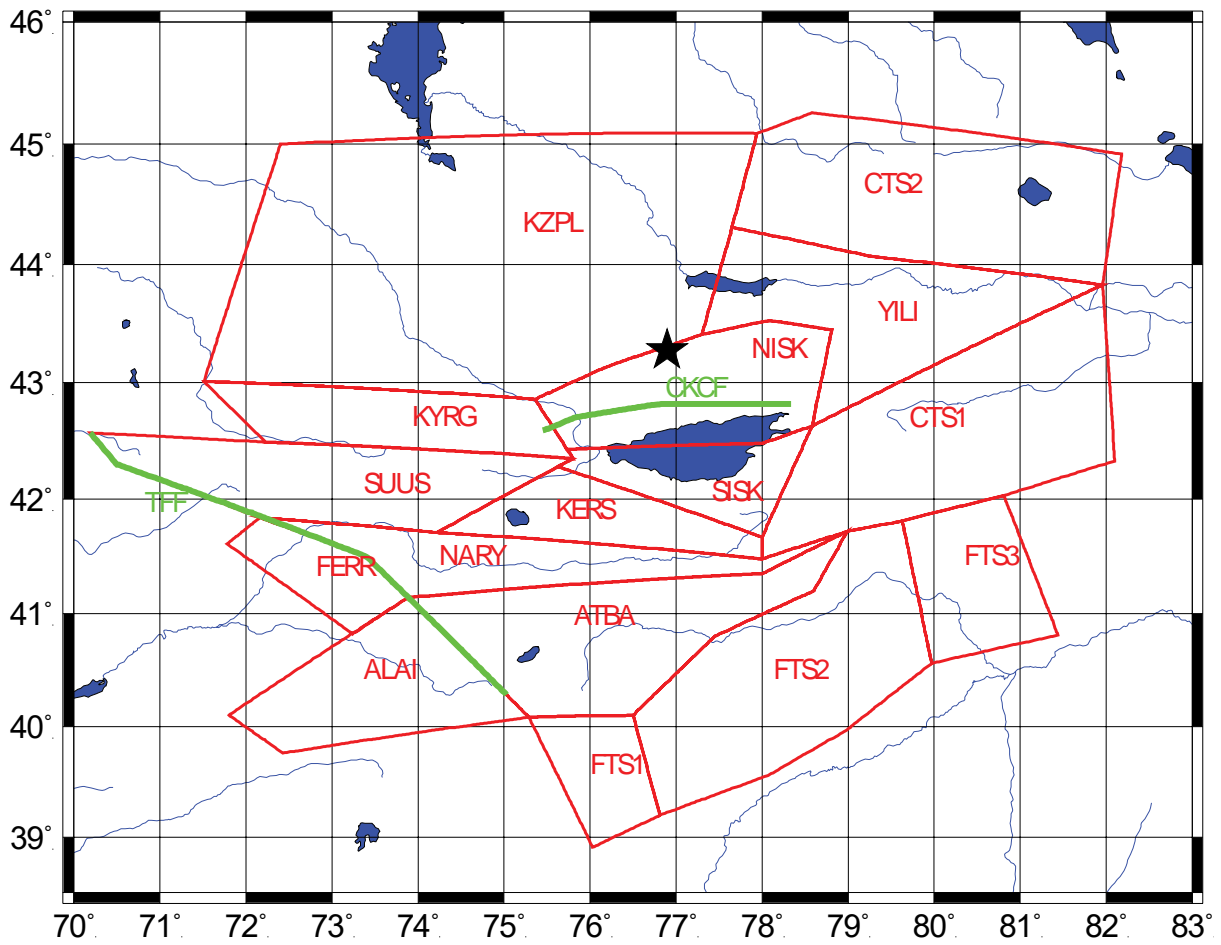 46°
45°
CTS2
KZPL
44°
YILI
NISK
43°
CKCF
KYRG
CTS1
SUUS
SISK
42°
TFF
KERS
NARY
FTS3
FERR
41°
ATBA
ALAI
FTS2
40°
FTS1
39°
70° 71° 72° 73° 74° 75° 76° 77° 78° 79° 80° 81° 82° 83°